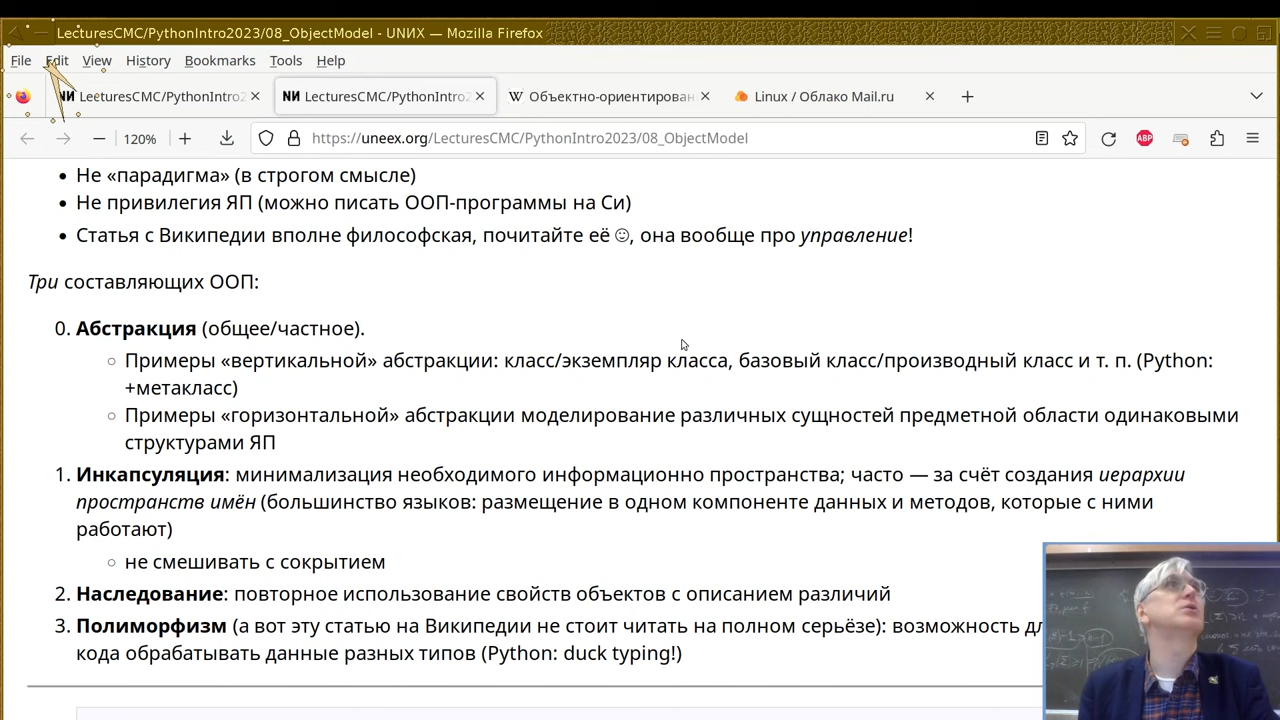 LecturesCMC/PythonIntro2023/08_ObjectModel - UNИX — Mozilla Firefox
File Edit View History Bookmarks Tools Help
LecturesCMC/PythonIntro2 LecturesCMC/PythonIntro2 Объектно-ориентирован Linux / Облако Mail.ru
120% https://uneex.org/LecturesCMC/PythonIntro2023/08_ObjectModel ABP
• Не «парадигма» (в строгом смысле)
• Не привилегия ЯП (можно писать ООП-программы на Си)
• Статья с Википедии вполне философская, почитайте её ☺, она вообще про управление!
Три составляющих ООП:
0. Абстракция (общее/частное).
◦ Примеры «вертикальной» абстракции: класс/экземпляр класса, базовый класс/производный класс и т. п. (Python:
+метакласс)
◦ Примеры «горизонтальной» абстракции моделирование различных сущностей предметной области одинаковыми
структурами ЯП
1. Инкапсуляция: минимализация необходимого информационно пространства; часто — за счёт создания иерархии
пространств имён (большинство языков: размещение в одном компоненте данных и методов, которые с ними
работают)
◦ не смешивать с сокрытием
2. Наследование: повторное использование свойств объектов с описанием различий
3. Полиморфизм (а вот эту статью на Википедии не стоит читать на полном серьёзе): возможность
кода обрабатывать данные разных типов (Python: duck typing!)